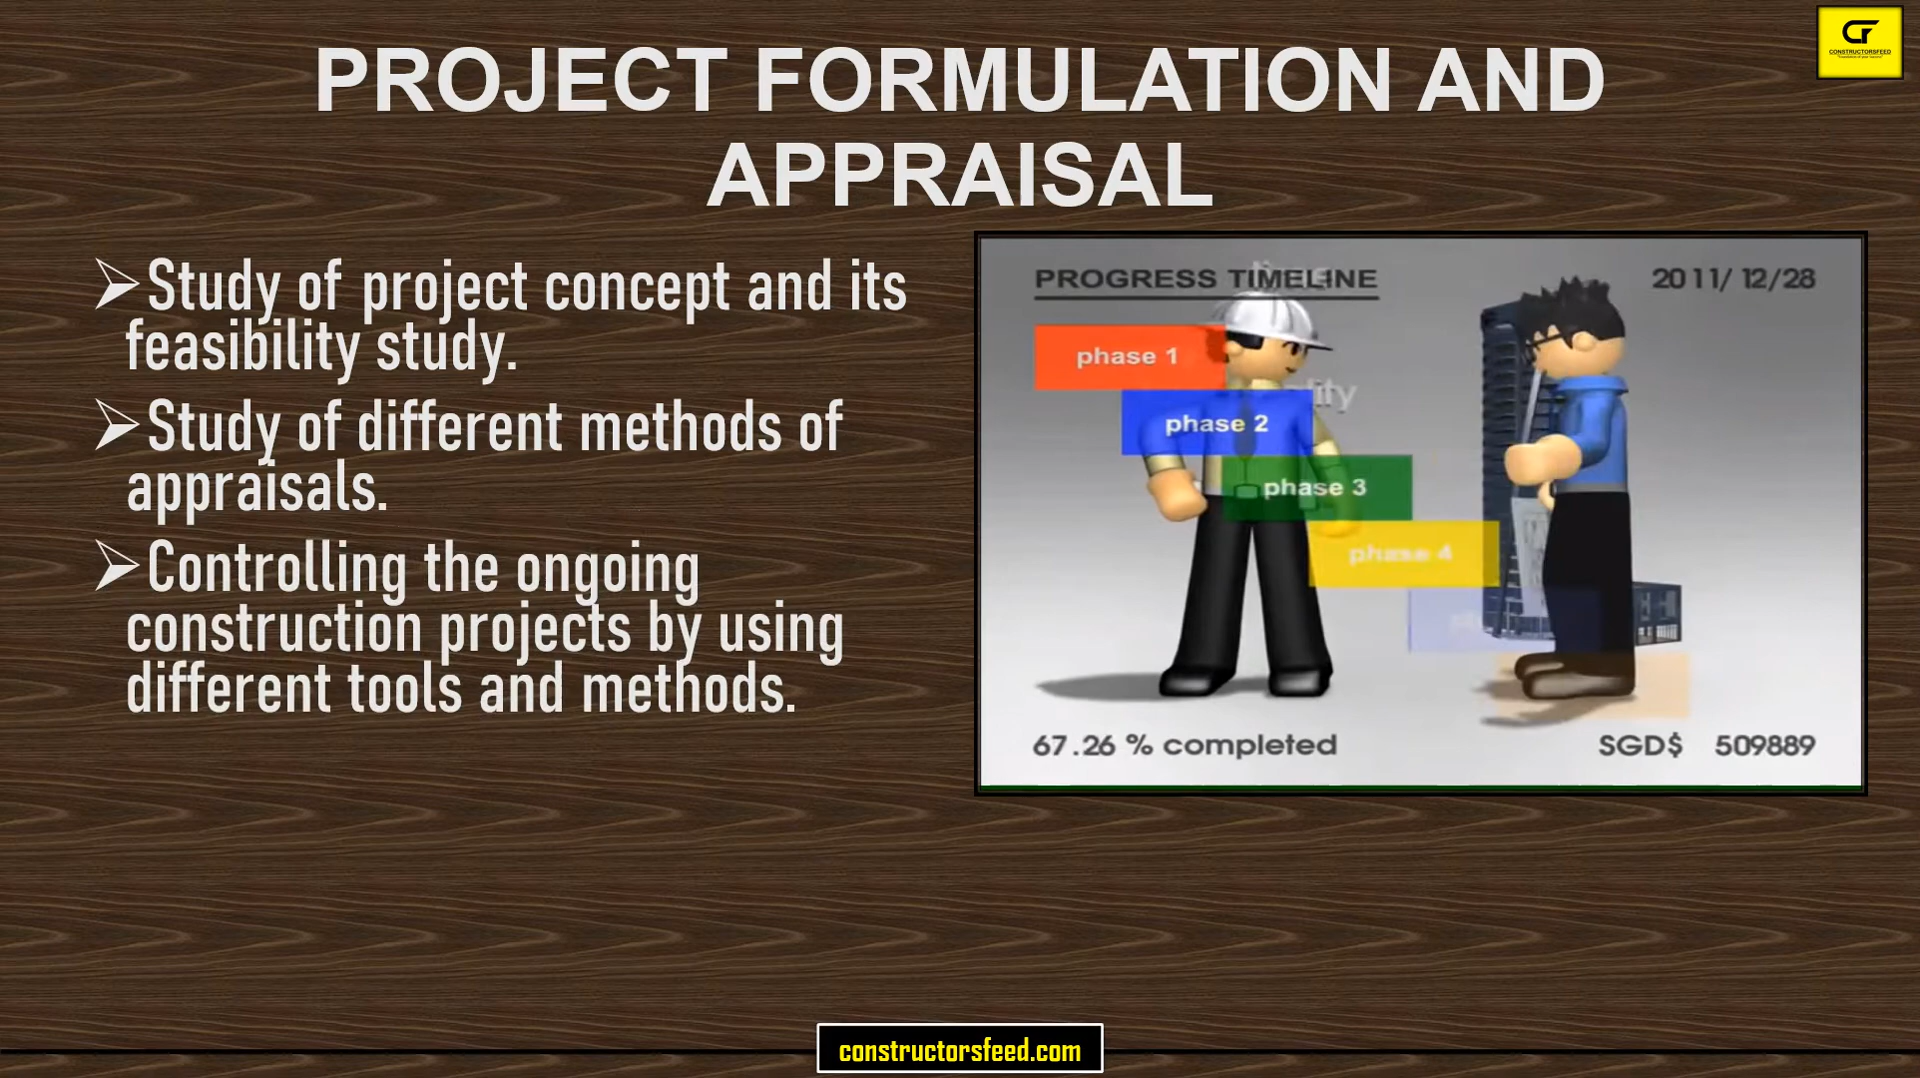 PROJECT FORMULATION AND
APPRAISAL
CF
CONSTRUCTORSFEED
➢Study of project concept and its
feasibility study.
➢Study of different methods of
appraisals.
➢Controlling the ongoing
construction projects by using
different tools and methods.
PROGRESS TIMELINE
2011/ 12/28
phase 1
phase 2
phase 3
phase 4
67.26 % completed
SGD$ 509889
constructorsfeed.com